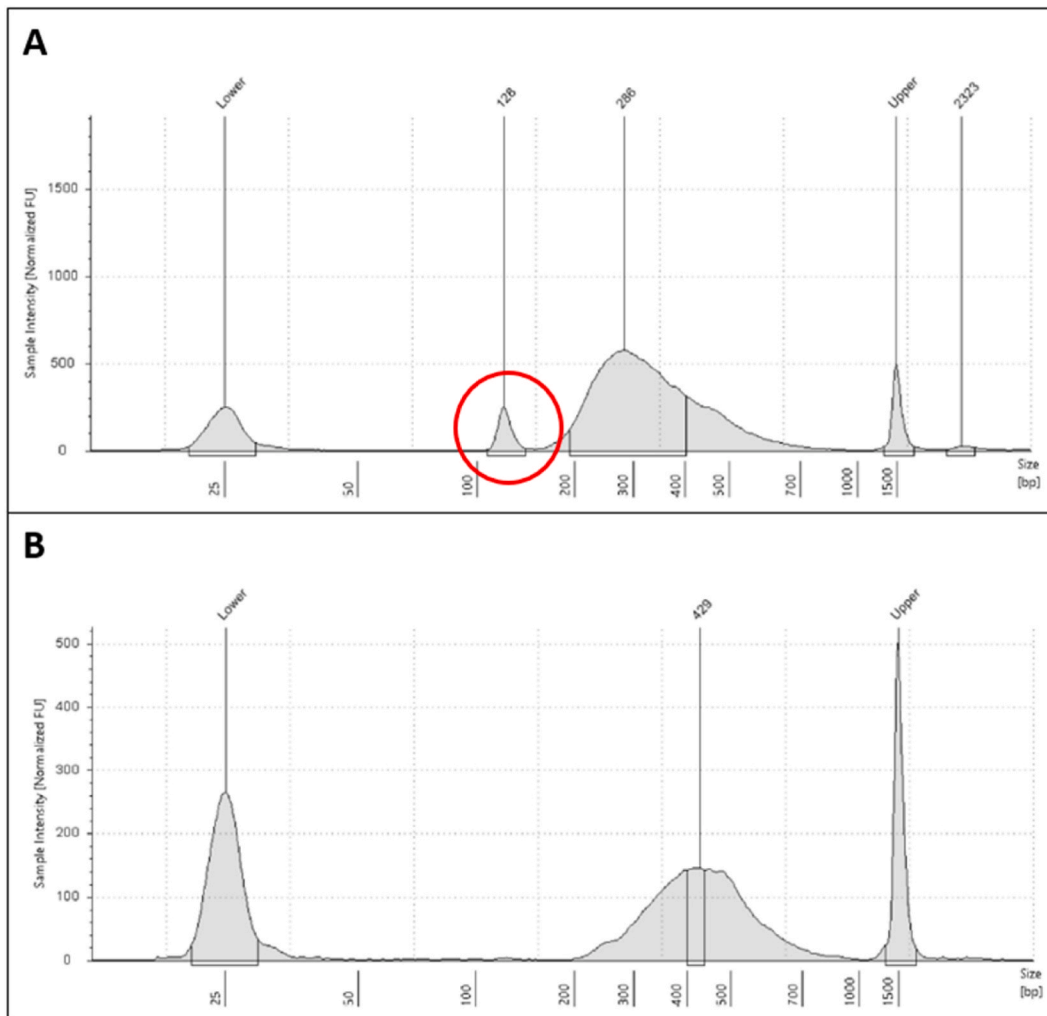 A
Lower 128 286 Upper 2323
Sample Intensity [Normalized FU]
1500
1000
500
0
25 50 100 200 300 400 500 700 1000 1500
Size
[bp]
B
Lower 429 Upper
Sample Intensity [Normalized FU]
500
400
300
200
100
0
25 50 100 200 300 400 500 700 1000 1500
Size
[bp]